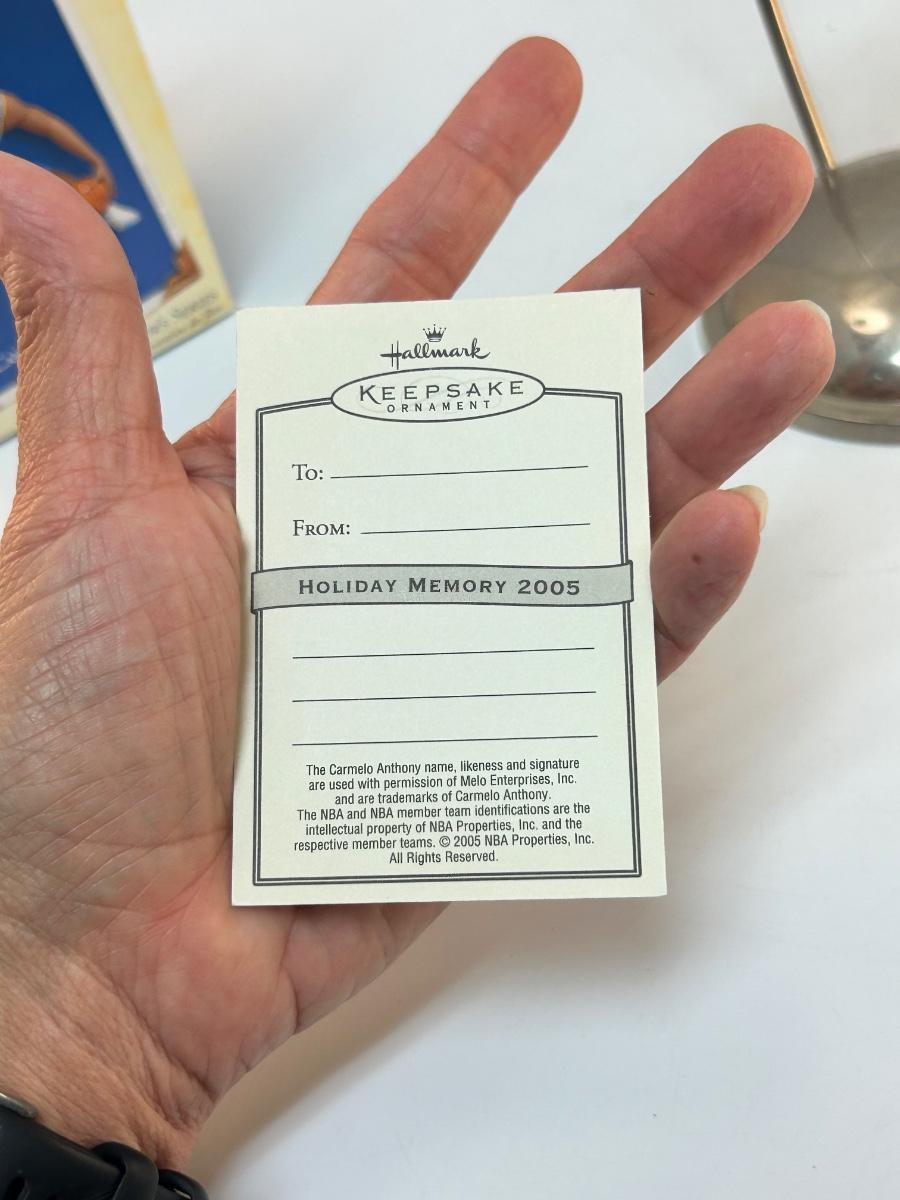 Hallmark
KEEPSAKE
ORNAMENT
TO:
FROM:
HOLIDAY MEMORY 2005
The Carmelo Anthony name, likeness and signature
are used with permission of Melo Enterprises, Inc.
and are trademarks of Carmelo Anthony.
The NBA and NBA member team identifications are the
intellectual property of NBA Properties, Inc. and the
respective member teams. © 2005 NBA Properties, Inc.
All Rights Reserved.